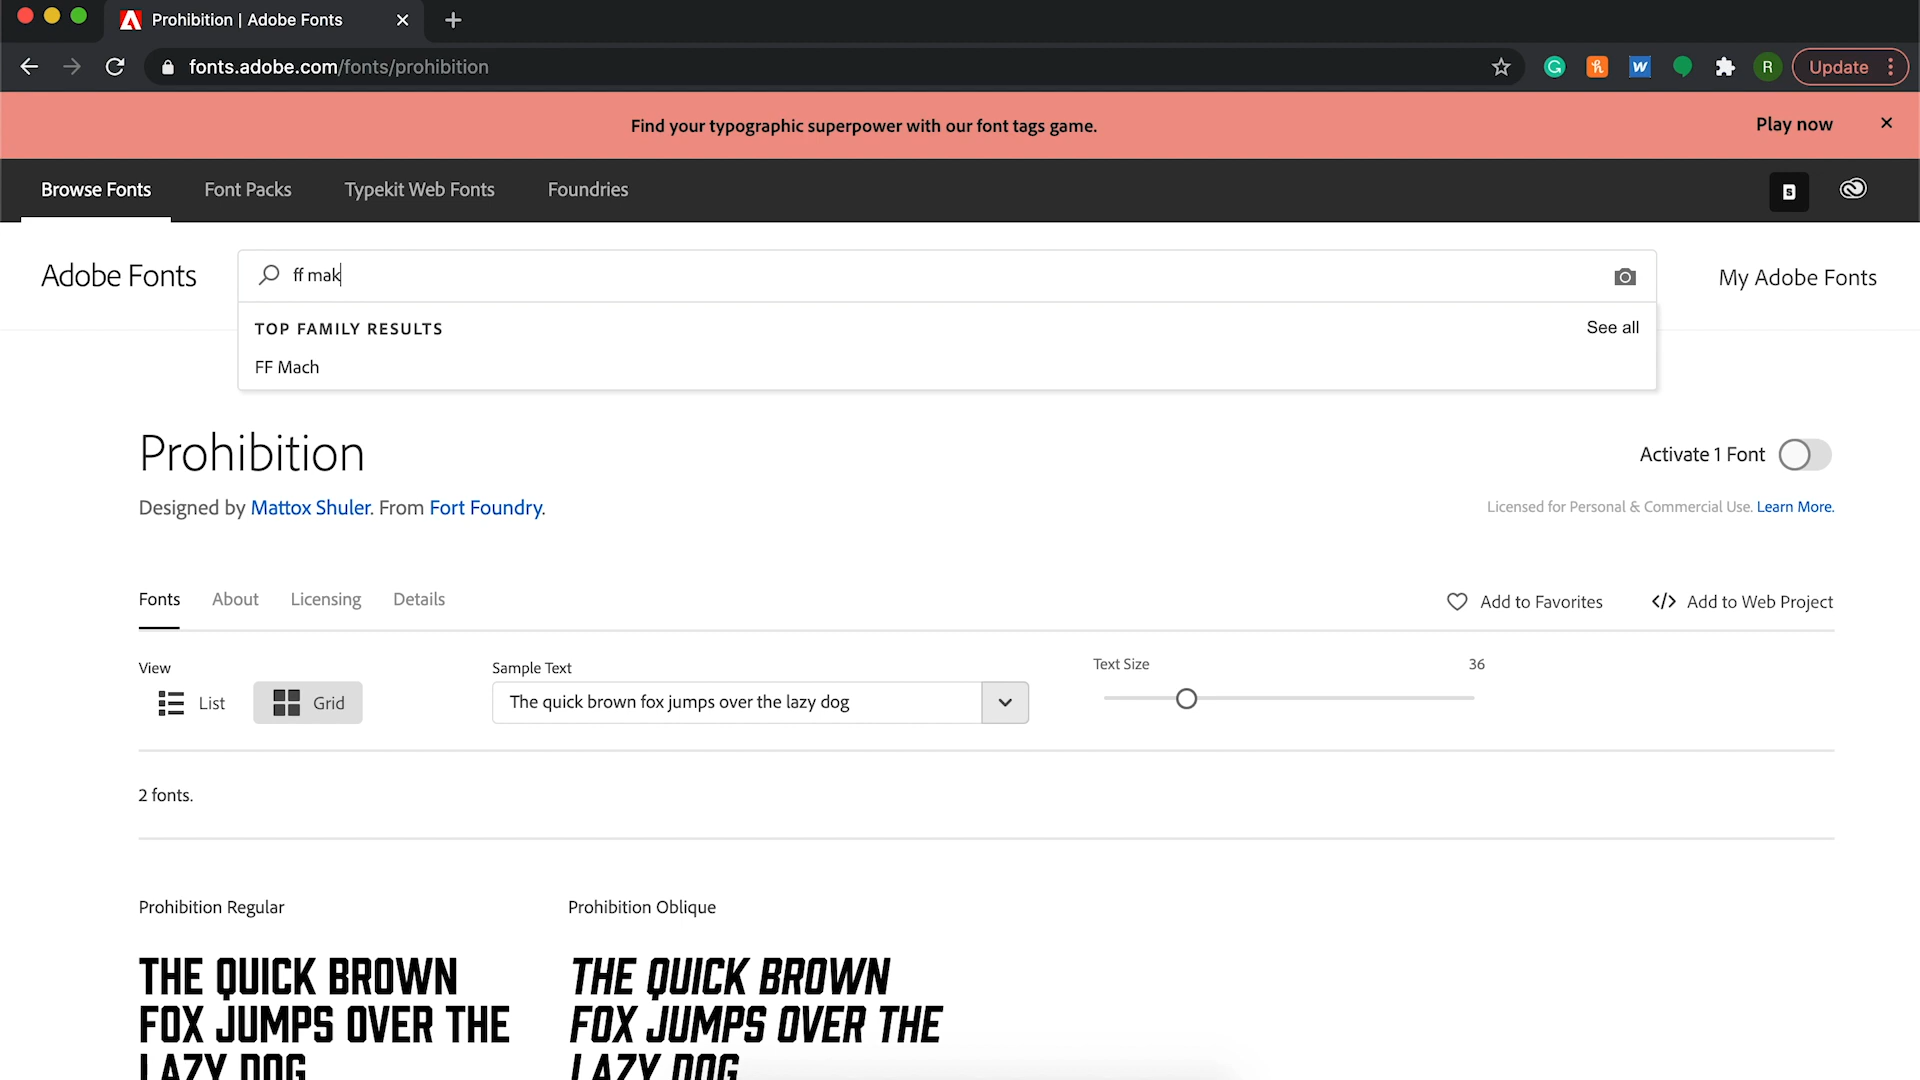 Prohibition | Adobe Fonts
fonts.adobe.com/fonts/prohibition
R
Update
Find your typographic superpower with our font tags game.
Play now
Browse Fonts
Font Packs
Typekit Web Fonts
Foundries
S
Adobe Fonts
ff mak
My Adobe Fonts
TOP FAMILY RESULTS
See all
FF Mach
Prohibition
Activate 1 Font
Designed by Mattox Shuler. From Fort Foundry.
Licensed for Personal & Commercial Use. Learn More.
Fonts
About
Licensing
Details
Add to Favorites
</> Add to Web Project
View
List
Grid
Sample Text
The quick brown fox jumps over the lazy dog
Text Size
36
2 fonts.
Prohibition Regular
Prohibition Oblique
THE QUICK BROWN
FOX JUMPS OVER THE
LAZY DOG
THE QUICK BROWN
FOX JUMPS OVER THE
LAZY DOG